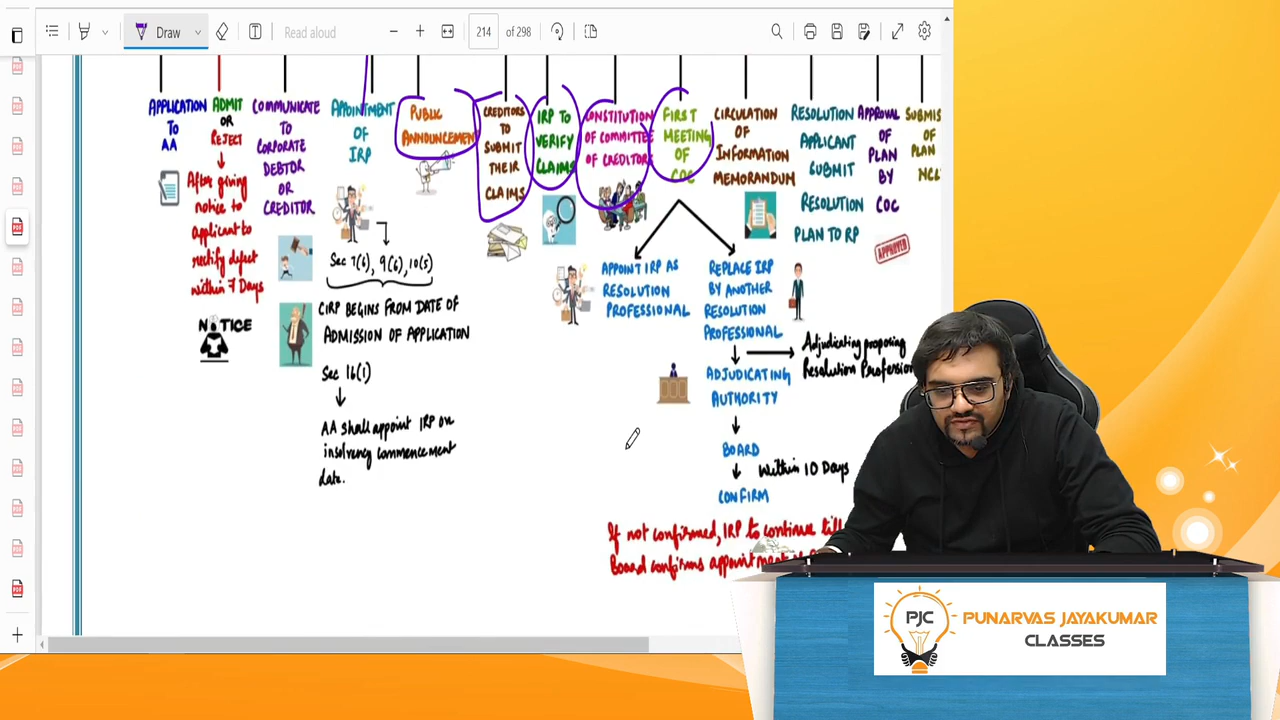 Draw
Read aloud
214
of 298
APPLICATION
TO
AA
ADMIT
OR
REJECT
After giving
notice to
applicant to
rectify defect
within 7 Days
NOTICE
COMMUNICATE
TO
CORPORATE
DEBTOR
OR
CREDITOR
APPOINTMENT
OF
IRP
Sec 7(6), 9(6), 10(5)
CIRP BEGINS FROM DATE OF
ADMISSION OF APPLICATION
Sec 16(1)
AA shall appoint IRP on
insolvency commencement
date.
PUBLIC
ANNOUNCEMEN
CREDITORS
TO
SUBMIT
THEIR
CLAIMS
IRP TO
VERIFY
CLAIMS
CONSTITUTION
OF COMMITTEE
OF CREDITORS
FIRST
MEETING
OF
COC
APPOINT IRP AS
RESOLUTION
PROFESSIONAL
REPLACE IRP
BY ANOTHER
RESOLUTION
PROFESSIONAL
Adjudicating proposing
Resolution Profession
ADJUDICATING
AUTHORITY
BOARD
Within 10 Days
CONFIRM
If not confirmed, IRP to continue till
Board confirms appointment
CIRCULATION
OF
INFORMATION
MEMORANDUM
RESOLUTION
APPLICANT
SUBMIT
RESOLUTION
PLAN TO RP
APPROVAL
OF
PLAN
BY
COC
APPROVED
SUBMIS
OF
PLAN
NCL
PJC
PUNARVAS JAYAKUMAR
CLASSES